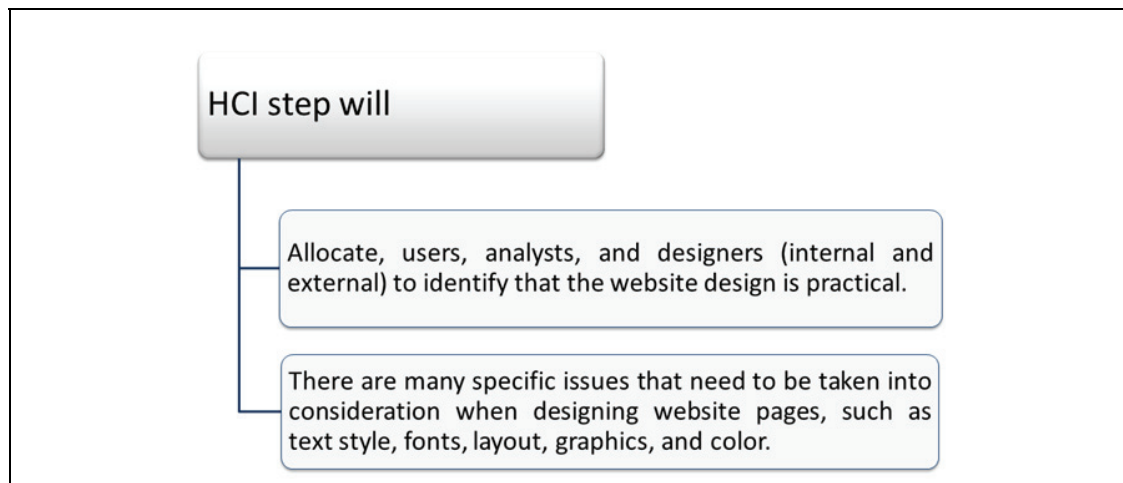 HCI step will
Allocate, users, analysts, and designers (internal and
external) to identify that the website design is practical.
There are many specific issues that need to be taken into
consideration when designing website pages, such as
text style, fonts, layout, graphics, and color.